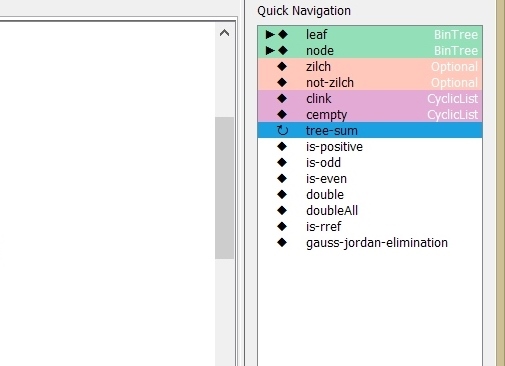 Quick Navigation
leaf BinTree
node BinTree
zilch Optional
not-zilch Optional
clink CyclicList
cempty CyclicList
tree-sum
is-positive
is-odd
is-even
double
doubleAll
is-rref
gauss-jordan-elimination